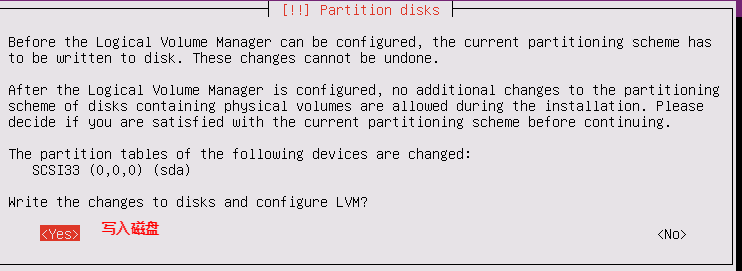 [!!] Partition disks
Before the Logical Volume Manager can be configured, the current partitioning scheme has
to be written to disk. These changes cannot be undone.
After the Logical Volume Manager is configured, no additional changes to the partitioning
scheme of disks containing physical volumes are allowed during the installation. Please
decide if you are satisfied with the current partitioning scheme before continuing.
The partition tables of the following devices are changed:
SCSI33 (0,0,0) (sda)
Write the changes to disks and configure LVM?
<Yes> 写入磁盘 <No>